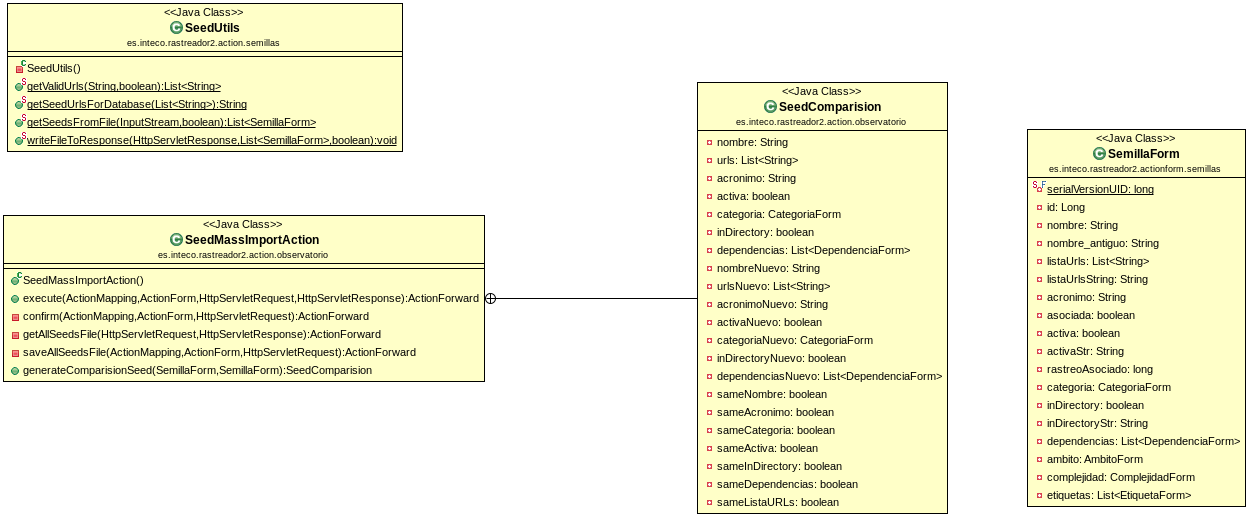 <<Java Class>>
SeedUtils
es.inteco.rastreador2.action.semillas
SeedUtils()
getValidUrls(String,boolean):List<String>
getSeedUrlsForDatabase(List<String>):String
getSeedsFromFile(InputStream,boolean):List<SemillaForm>
writeFileToResponse(HttpServletResponse,List<SemillaForm>,boolean):void
<<Java Class>>
SeedMassImportAction
es.inteco.rastreador2.action.observatorio
SeedMassImportAction()
execute(ActionMapping,ActionForm,HttpServletRequest,HttpServletResponse):ActionForward
confirm(ActionMapping,ActionForm,HttpServletRequest):ActionForward
getAllSeedsFile(HttpServletRequest,HttpServletResponse):ActionForward
saveAllSeedsFile(ActionMapping,ActionForm,HttpServletRequest):ActionForward
generateComparisionSeed(SemillaForm,SemillaForm):SeedComparision
<<Java Class>>
SeedComparision
es.inteco.rastreador2.action.observatorio
nombre: String
urls: List<String>
acronimo: String
activa: boolean
categoria: CategoriaForm
inDirectory: boolean
dependencias: List<DependenciaForm>
nombreNuevo: String
urlsNuevo: List<String>
acronimoNuevo: String
activaNuevo: boolean
categoriaNuevo: CategoriaForm
inDirectoryNuevo: boolean
dependenciasNuevo: List<DependenciaForm>
sameNombre: boolean
sameAcronimo: boolean
sameCategoria: boolean
sameActiva: boolean
sameInDirectory: boolean
sameDependencias: boolean
sameListaURLs: boolean
<<Java Class>>
SemillaForm
es.inteco.rastreador2.actionform.semillas
serialVersionUID: long
id: Long
nombre: String
nombre_antiguo: String
listaUrls: List<String>
listaUrlsString: String
acronimo: String
asociada: boolean
activa: boolean
activaStr: String
rastreoAsociado: long
categoria: CategoriaForm
inDirectory: boolean
inDirectoryStr: String
dependencias: List<DependenciaForm>
ambito: AmbitoForm
complejidad: ComplejidadForm
etiquetas: List<EtiquetaForm>